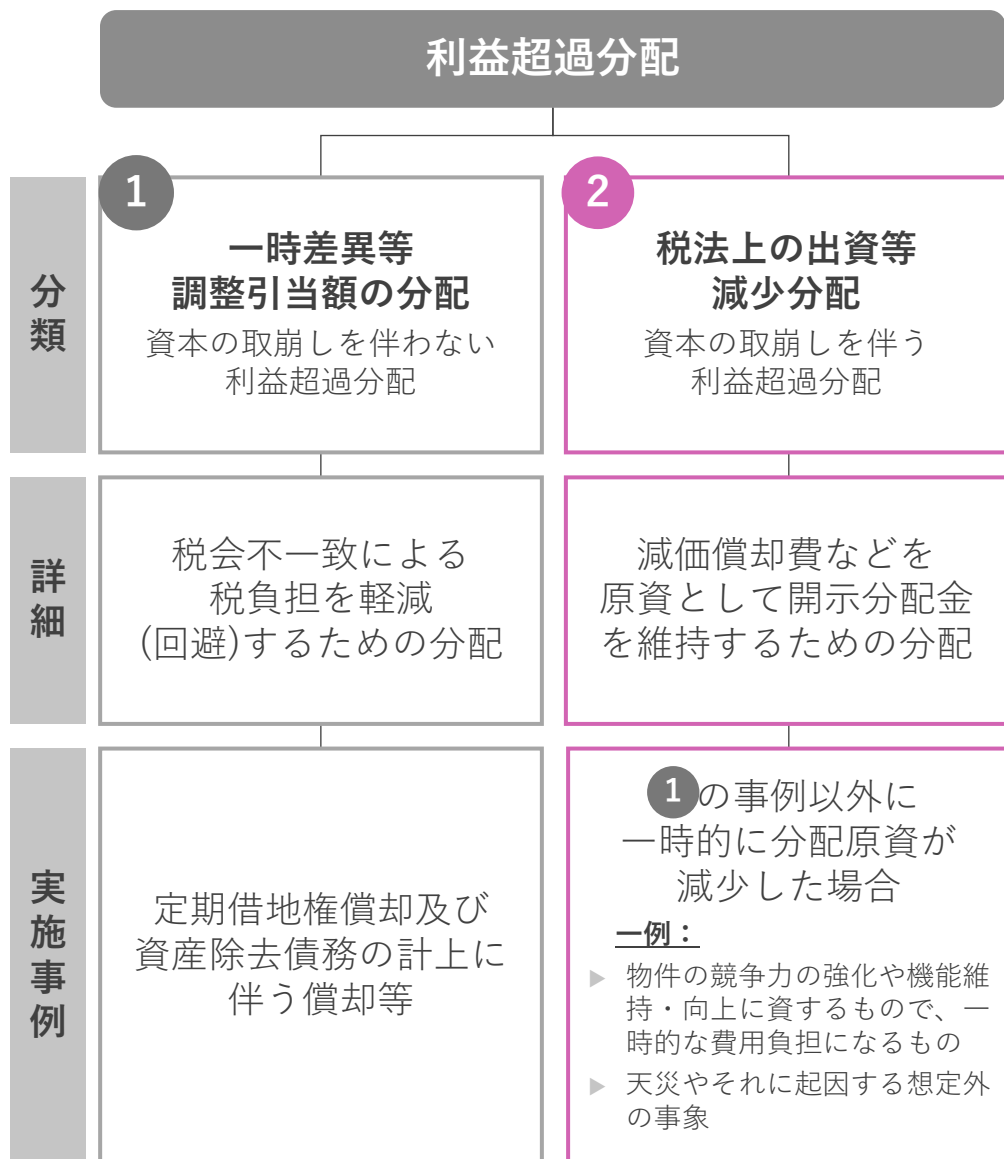 利益超過分配
分類
1
一時差異等
調整引当額の分配
資本の取崩しを伴わない
利益超過分配
2
税法上の出資等
減少分配
資本の取崩しを伴う
利益超過分配
詳細
税会不一致による
税負担を軽減
(回避)するための分配
減価償却費などを
原資として開示分配金
を維持するための分配
実施事例
定期借地権償却及び
資産除去債務の計上に
伴う償却等
1の事例以外に
一時的に分配原資が
減少した場合
一例：
▶ 物件の競争力の強化や機能維
持・向上に資するもので、一
時的な費用負担になるもの
▶ 天災やそれに起因する想定外
の事象